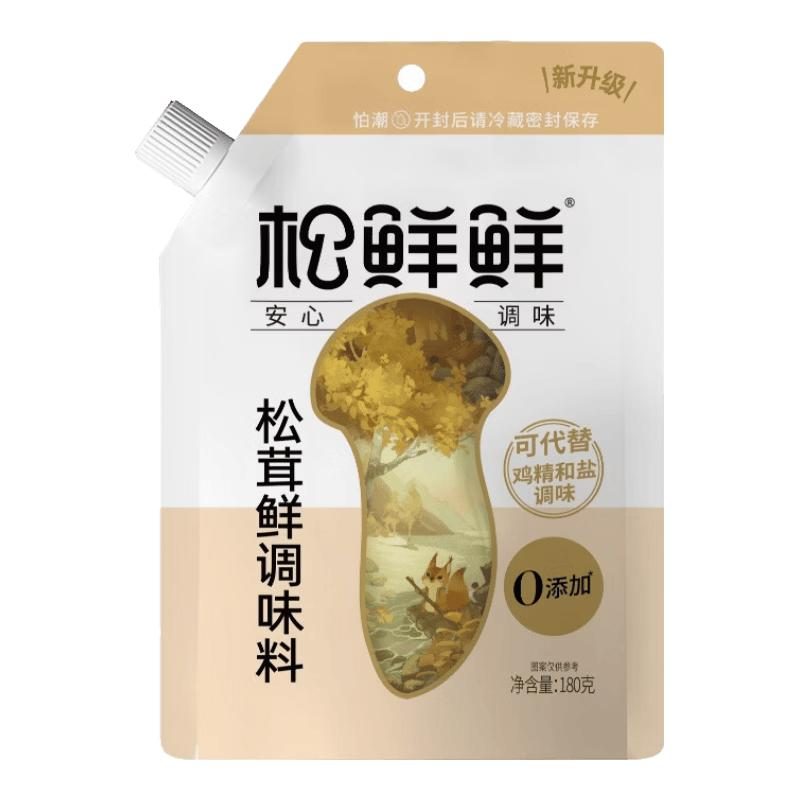 \新升级/
怕潮 开封后请冷藏密封保存
松鲜鲜®
安心 调味
松茸鲜调味料
可代替
鸡精和盐
调味
0添加*
图案仅供参考
净含量:180克